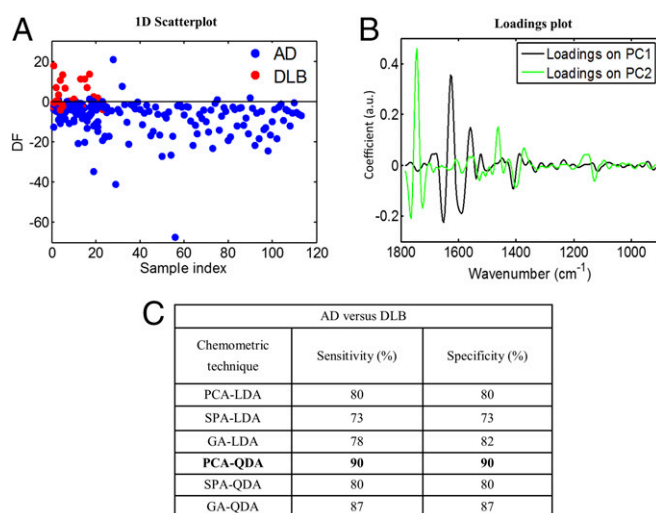 A
1D Scatterplot
AD
DLB
DF
20
0
-20
-40
-60
0 20 40 60 80 100 120
Sample index
B
Loadings plot
Loadings on PC1
Loadings on PC2
Coefficient (a.u.)
0.4
0.2
0
-0.2
1800 1600 1400 1200 1000
Wavenumber (cm⁻¹)
C
AD versus DLB
Chemometric technique Sensitivity (%) Specificity (%)
PCA-LDA 80 80
SPA-LDA 73 73
GA-LDA 78 82
PCA-QDA 90 90
SPA-QDA 80 80
GA-QDA 87 87